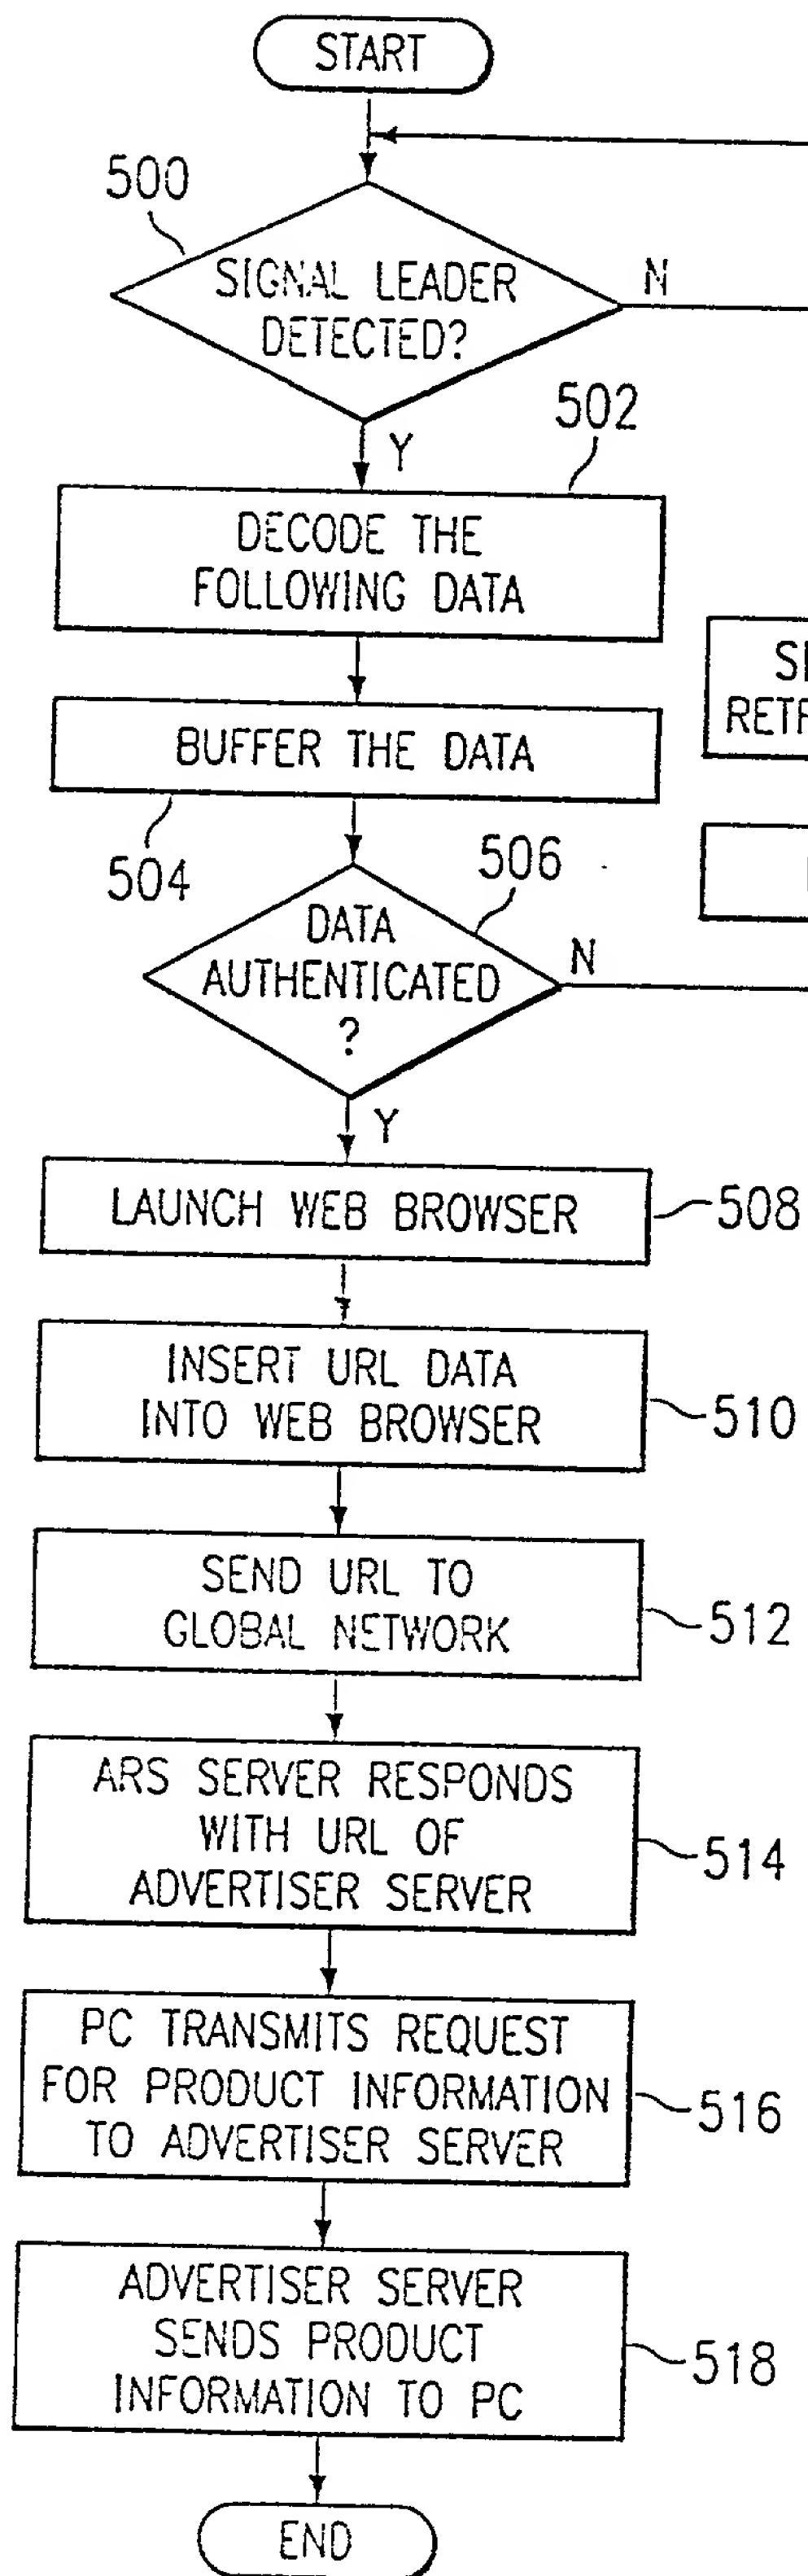 START
500
SIGNAL LEADER
DETECTED?
N
Y
502
DECODE THE
FOLLOWING DATA
BUFFER THE DATA
504
506
DATA
AUTHENTICATED
?
N
Y
LAUNCH WEB BROWSER
508
INSERT URL DATA
INTO WEB BROWSER
510
SEND URL TO
GLOBAL NETWORK
512
ARS SERVER RESPONDS
WITH URL OF
ADVERTISER SERVER
514
PC TRANSMITS REQUEST
FOR PRODUCT INFORMATION
TO ADVERTISER SERVER
516
ADVERTISER SERVER
SENDS PRODUCT
INFORMATION TO PC
518
END